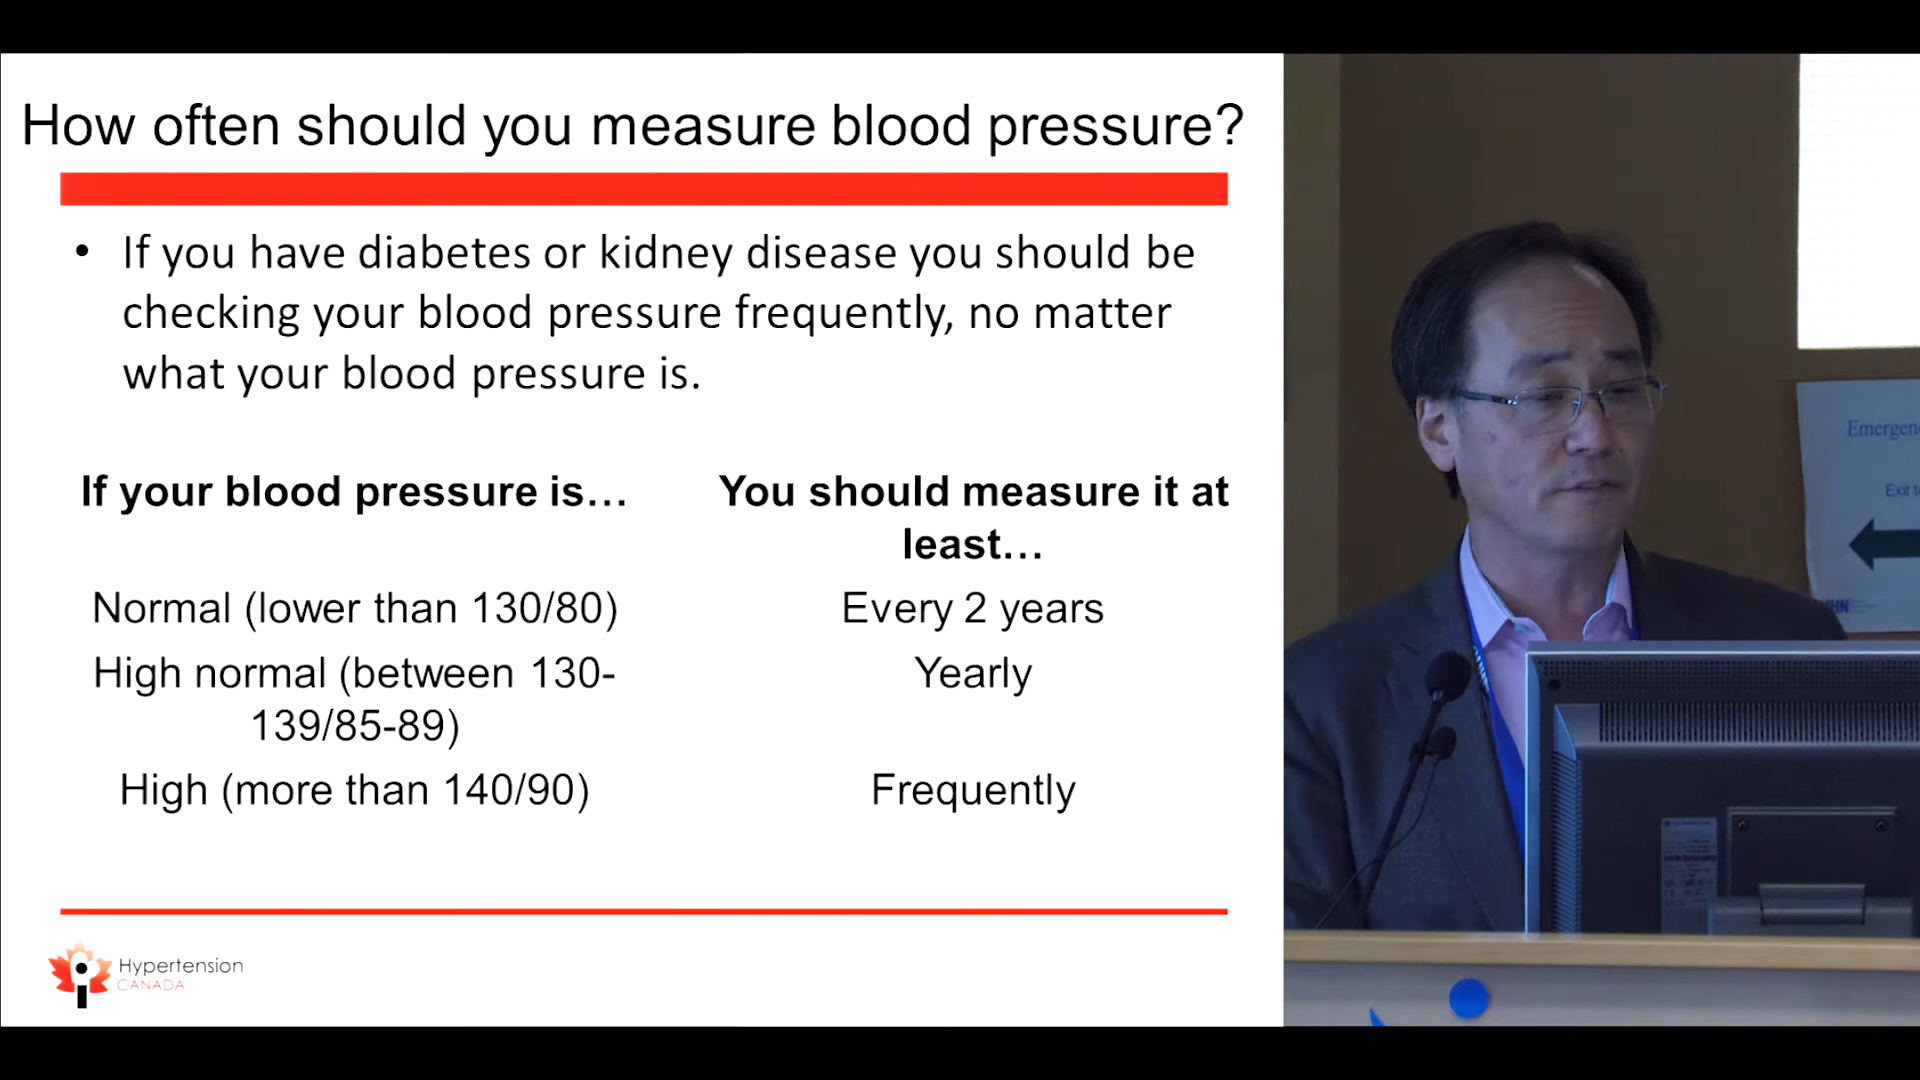 How often should you measure blood pressure?
• If you have diabetes or kidney disease you should be
checking your blood pressure frequently, no matter
what your blood pressure is.
If your blood pressure is…
You should measure it at
least…
Normal (lower than 130/80)
Every 2 years
High normal (between 130-
139/85-89)
Yearly
High (more than 140/90)
Frequently
Hypertension
CANADA
Exit